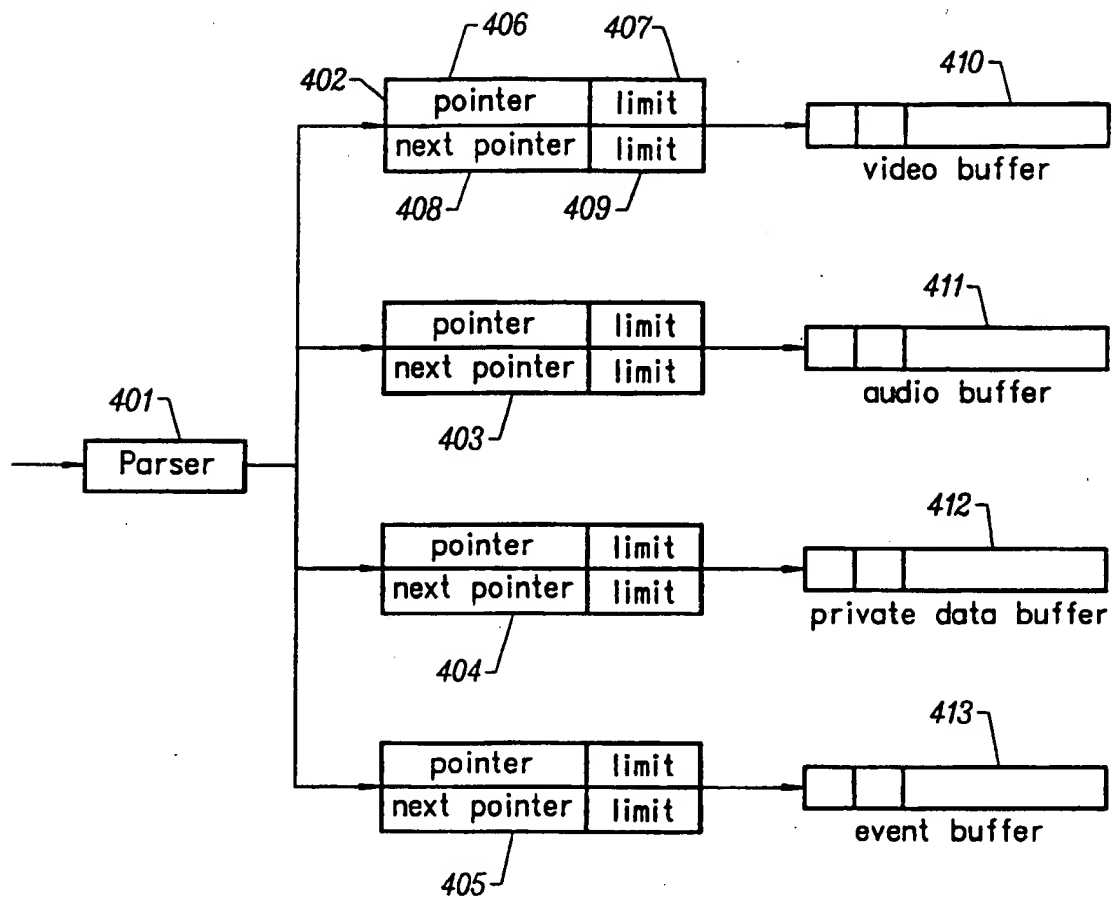 406
407
402
410
pointer limit
next pointer limit
video buffer
408
409
411
pointer limit
next pointer limit
audio buffer
401
403
Parser
412
pointer limit
next pointer limit
private data buffer
404
413
pointer limit
next pointer limit
event buffer
405